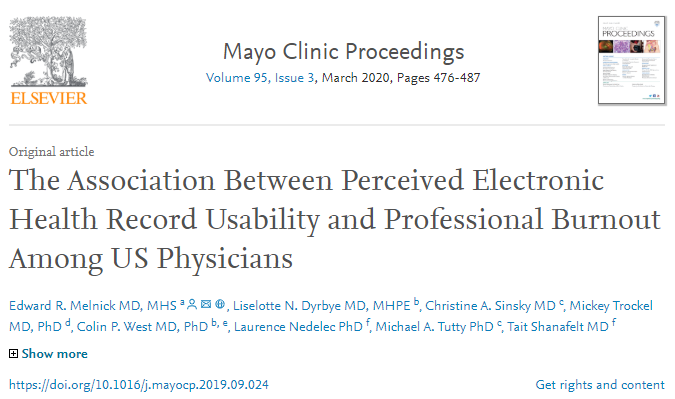 Mayo Clinic Proceedings
Volume 95, Issue 3, March 2020, Pages 476-487
ELSEVIER
MAYO CLINIC
PROCEEDINGS
Original article
The Association Between Perceived Electronic
Health Record Usability and Professional Burnout
Among US Physicians
Edward R. Melnick MD, MHS a, Liselotte N. Dyrbye MD, MHPE b, Christine A. Sinsky MD c, Mickey Trockel
MD, PhD d, Colin P. West MD, PhD b, e, Laurence Nedelec PhD f, Michael A. Tutty PhD c, Tait Shanafelt MD f
Show more
https://doi.org/10.1016/j.mayocp.2019.09.024
Get rights and content